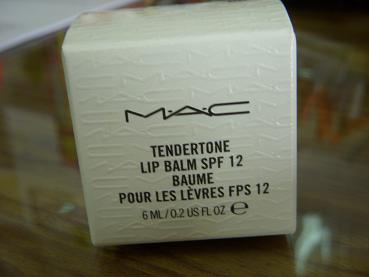 M·A·C
TENDERTONE
LIP BALM SPF 12
BAUME
POUR LES LÈVRES FPS 12
6 ML / 0.2 US FL OZ ℮